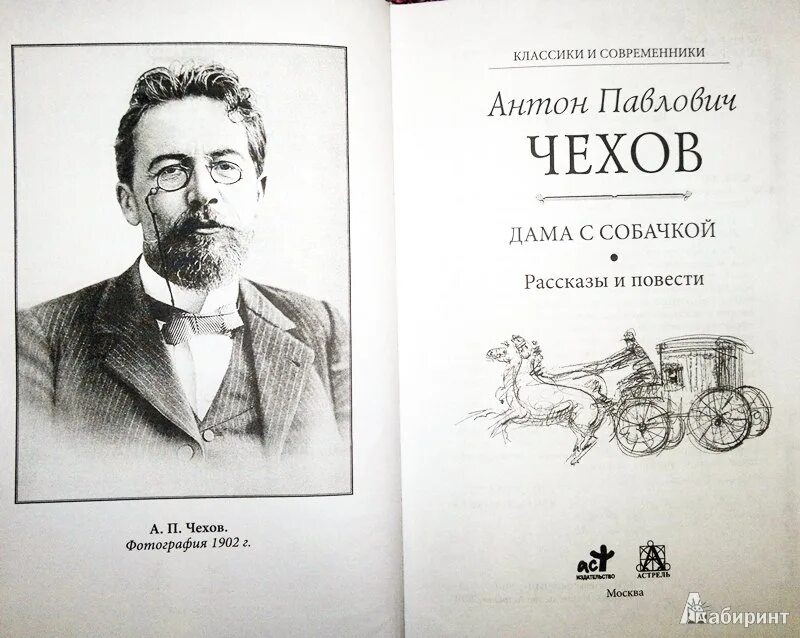 А. П. Чехов.
Фотография 1902 г.
КЛАССИКИ И СОВРЕМЕННИКИ
Антон Павлович
ЧЕХОВ
ДАМА С СОБАЧКОЙ
•
Рассказы и повести
аст
ИЗДАТЕЛЬСТВО
АСТРЕЛЬ
Москва
Лабиринт